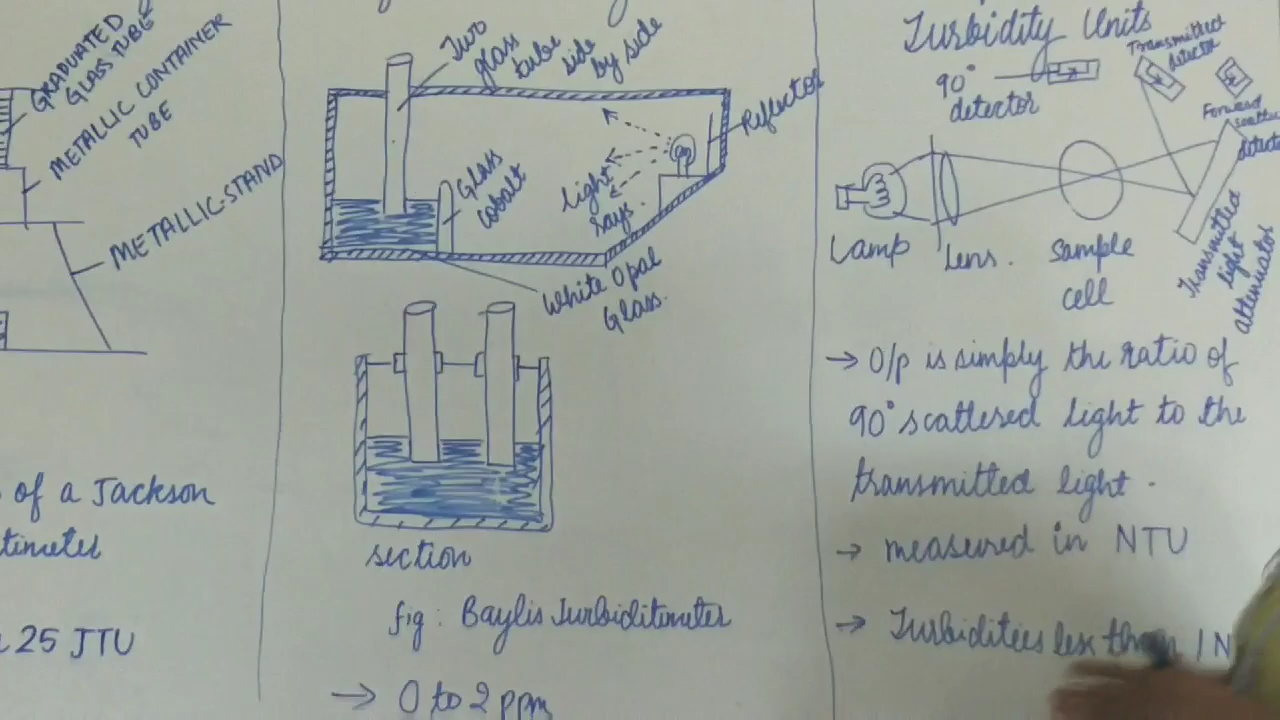 GRADUATED
GLASS TUBE
METALLIC CONTAINER
TUBE
METALLIC-STAND
of a Jackson
25 JTU
Two
glass
tube
side
by side
Reflector
Glass
cobalt
light
rays.
White Opal
Glass.
section
fig: Baylis Turbiditimeter
→ 0 to 2 ppm
Turbidity Units
90°
detector
Transmitted
detector
Forward
Lamp
Lens.
Sample
cell
Transmitted
light
attenuator
→ O/p is simply the ratio of
90° scattered light to the
transmitted light.
→ measured in NTU
→ Turbidities less than 1 N